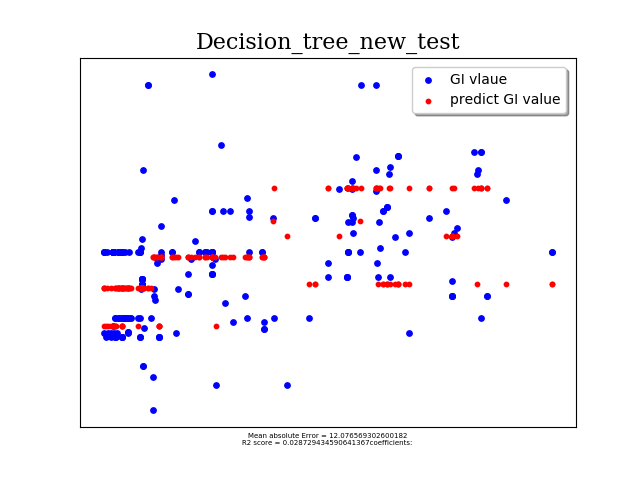 Decision_tree_new_test
GI vlaue
predict GI value
Mean absolute Error = 12.076569302600182
R2 score = 0.028729434590641367coefficients: